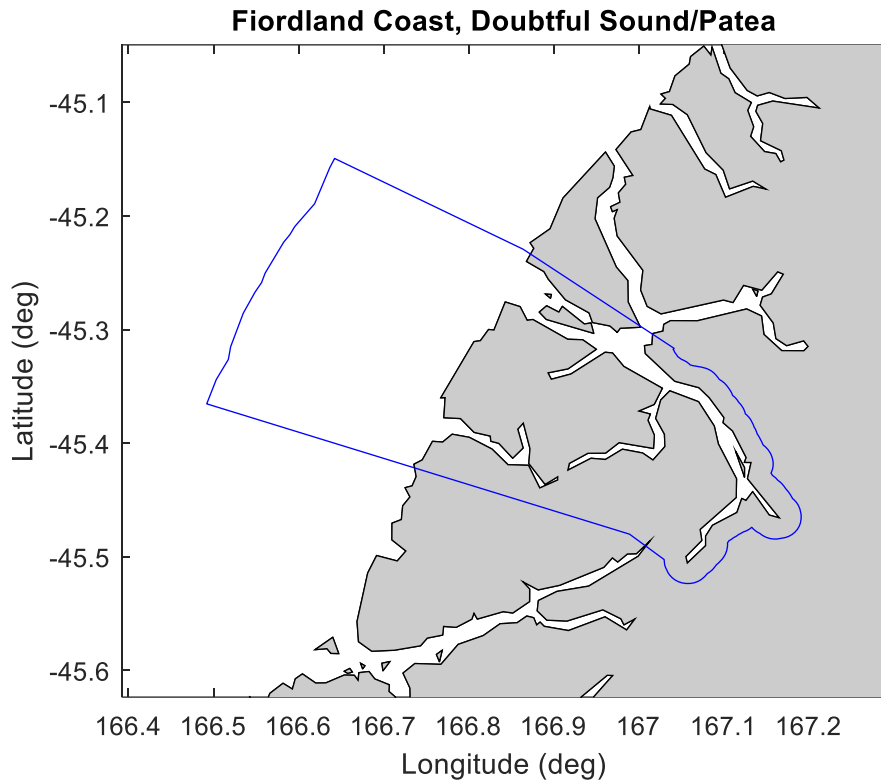 Fiordland Coast, Doubtful Sound/Patea
-45.1
-45.2
-45.3
-45.4
-45.5
-45.6
Latitude (deg)
166.4 166.5 166.6 166.7 166.8 166.9 167 167.1 167.2
Longitude (deg)